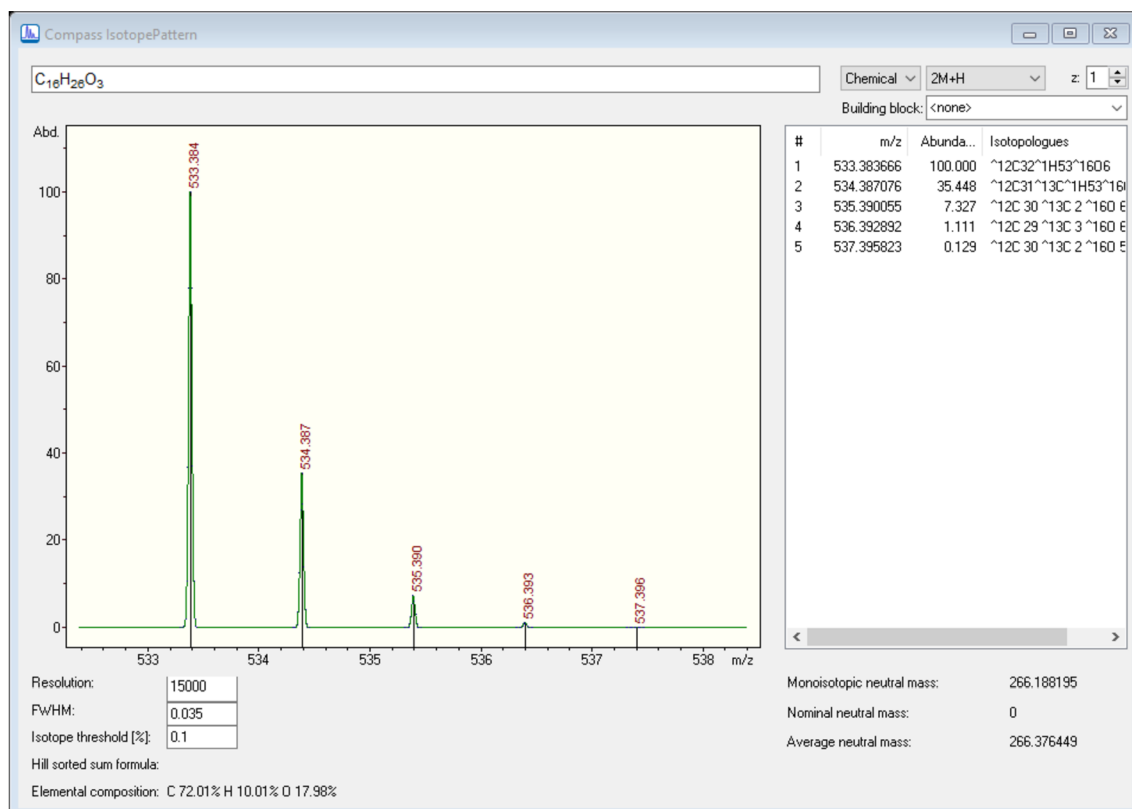 Compass IsotopePattern
C16H26O3 Chemical 2M+H z: 1
Building block: <none>
Abd.
100
80
60
40
20
0
533.384
534.387
535.390
536.393
537.396
533 534 535 536 537 538 m/z
# m/z Abunda... Isotopologues
1 533.383666 100.000 ^12C32^1H53^16O6
2 534.387076 35.448 ^12C31^13C^1H53^16
3 535.390055 7.327 ^12C 30 ^13C 2 ^16O 6
4 536.392892 1.111 ^12C 29 ^13C 3 ^16O 6
5 537.395823 0.129 ^12C 30 ^13C 2 ^16O 5
Resolution: 15000
FWHM: 0.035
Isotope threshold [%]: 0.1
Hill sorted sum formula:
Elemental composition: C 72.01% H 10.01% O 17.98%
Monoisotopic neutral mass: 266.188195
Nominal neutral mass: 0
Average neutral mass: 266.376449